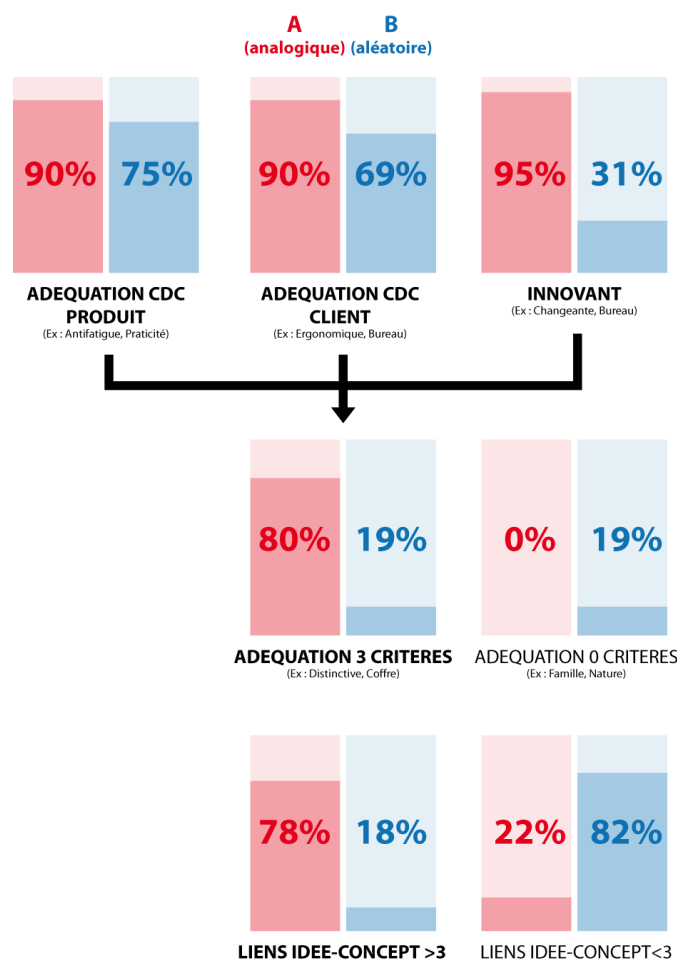 A B
(analogique) (aléatoire)
90% 75% 90% 69% 95% 31%
ADEQUATION CDC
PRODUIT
(Ex : Antifatigue, Praticité)
ADEQUATION CDC
CLIENT
(Ex : Ergonomique, Bureau)
INNOVANT
(Ex : Changeante, Bureau)
80% 19% 0% 19%
ADEQUATION 3 CRITERES
(Ex : Distinctive, Coffre)
ADEQUATION 0 CRITERES
(Ex : Famille, Nature)
78% 18% 22% 82%
LIENS IDEE-CONCEPT >3
LIENS IDEE-CONCEPT<3